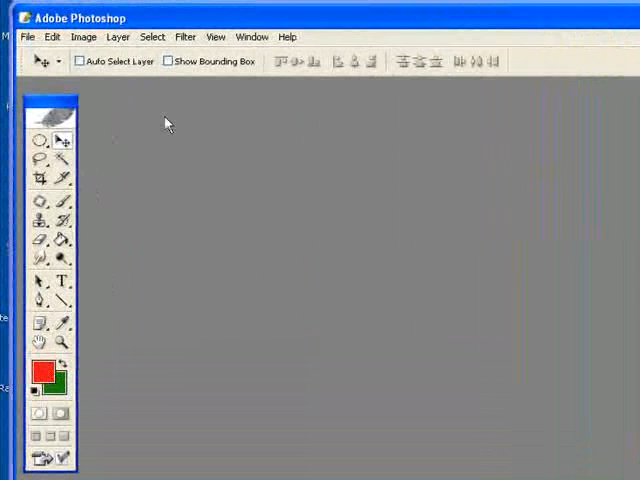 Adobe Photoshop
File Edit Image Layer Select Filter View Window Help
Auto Select Layer Show Bounding Box
T